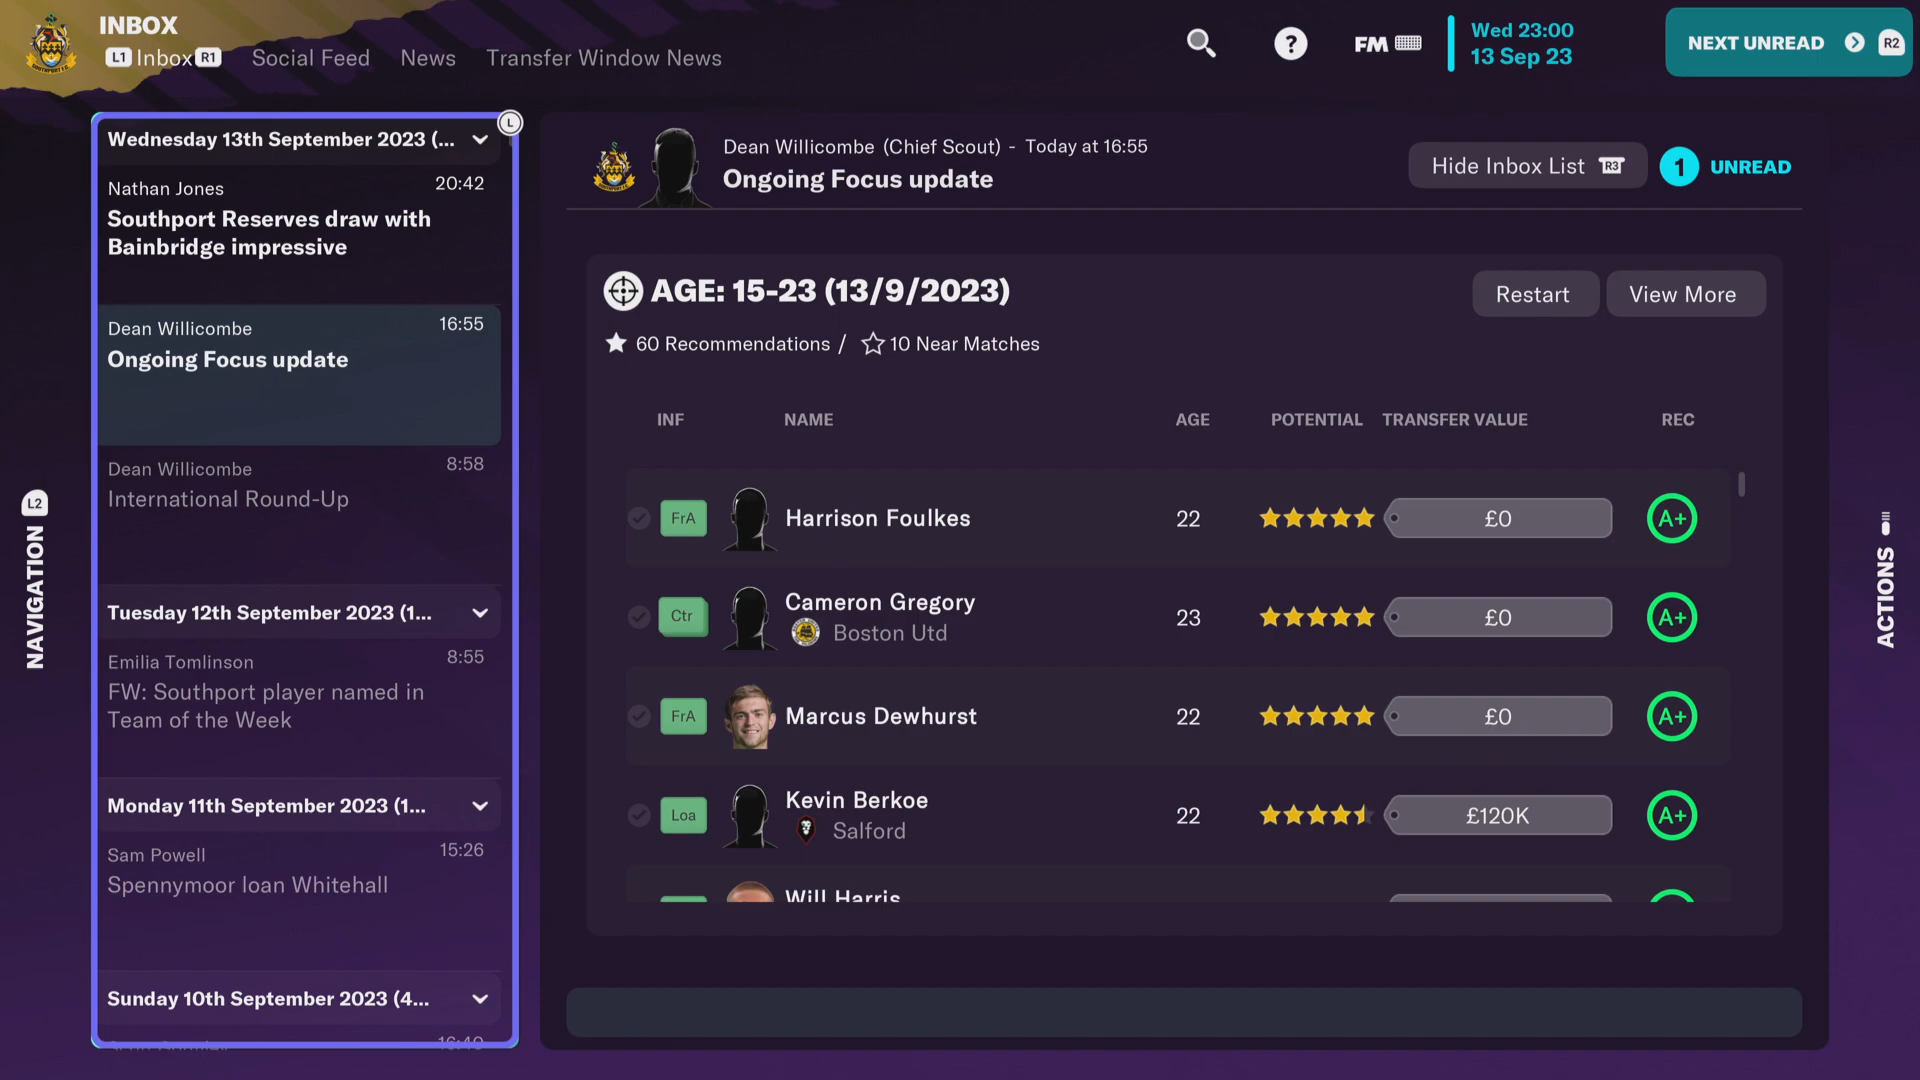 INBOX
L1 Inbox R1 Social Feed News Transfer Window News
FM
Wed 23:00
13 Sep 23
NEXT UNREAD R2
L
Wednesday 13th September 2023 (...
Nathan Jones 20:42
Southport Reserves draw with
Bainbridge impressive
Dean Willicombe 16:55
Ongoing Focus update
Dean Willicombe 8:58
International Round-Up
Tuesday 12th September 2023 (1...
Emilia Tomlinson 8:55
FW: Southport player named in
Team of the Week
Monday 11th September 2023 (1...
Sam Powell 15:26
Spennymoor loan Whitehall
Sunday 10th September 2023 (4...
16:40
L2
NAVIGATION
Dean Willicombe (Chief Scout) - Today at 16:55
Ongoing Focus update
Hide Inbox List R3
1 UNREAD
AGE: 15-23 (13/9/2023)
Restart View More
60 Recommendations / 10 Near Matches
INF NAME AGE POTENTIAL TRANSFER VALUE REC
FrA Harrison Foulkes 22 £0 A+
Ctr Cameron Gregory 23 £0 A+
Boston Utd
FrA Marcus Dewhurst 22 £0 A+
Loa Kevin Berkoe 22 £120K A+
Salford
Will Harris
ACTIONS